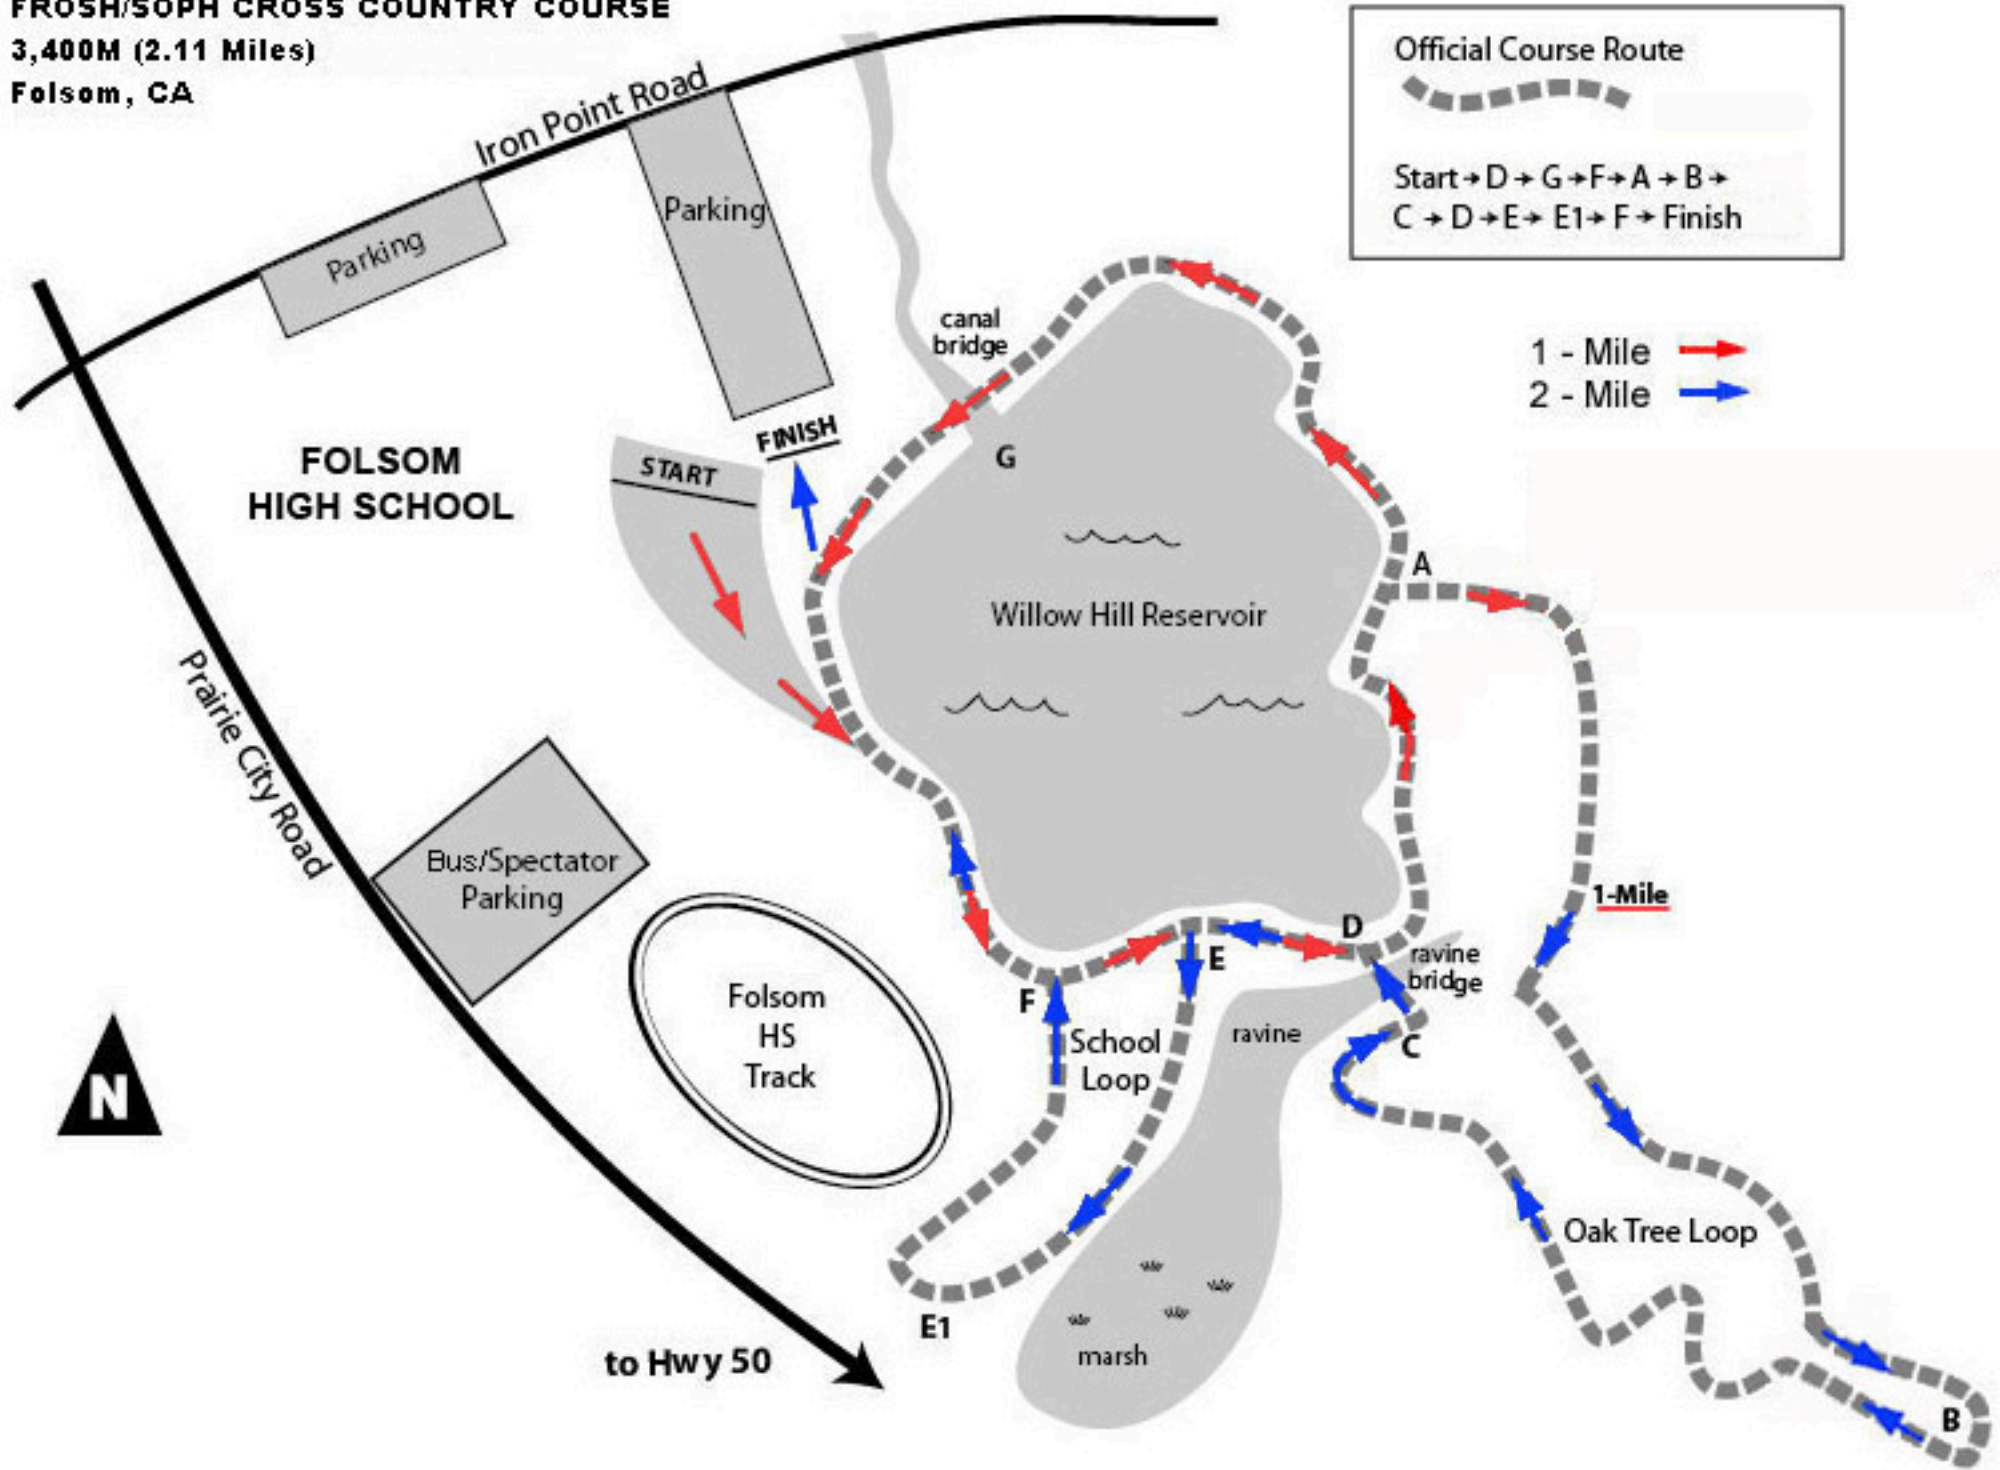 FROSH/SOPH CROSS COUNTRY COURSE
3,400M (2.11 Miles)
Folsom, CA
Official Course Route
Start→D→G→F→A→B→
C→D→E→E1→F→Finish
1 - Mile
2 - Mile
Iron Point Road
Parking
Parking
canal
bridge
FINISH
START
G
FOLSOM
HIGH SCHOOL
A
Willow Hill Reservoir
Prairie City Road
Bus/Spectator
Parking
1-Mile
D
E
ravine
bridge
F
Folsom
HS
Track
School
Loop
ravine
C
N
Oak Tree Loop
E1
marsh
to Hwy 50
B